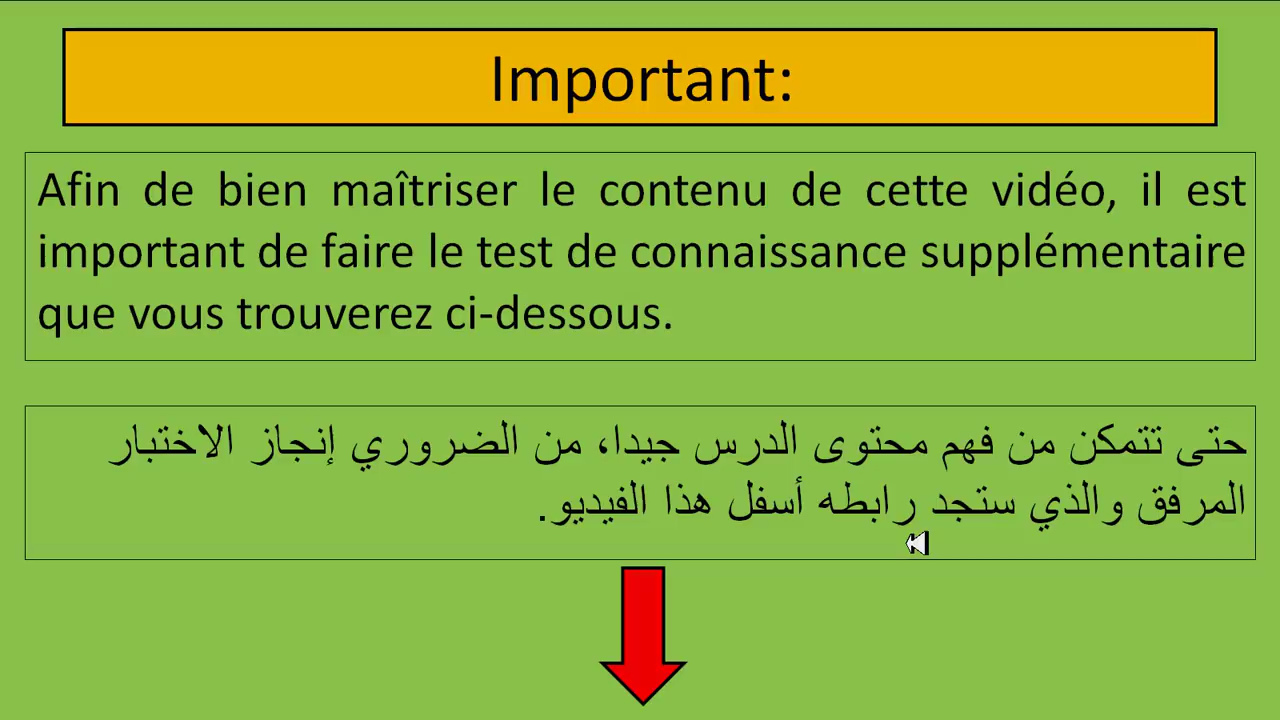 Important:
Afin de bien maîtriser le contenu de cette vidéo, il est
important de faire le test de connaissance supplémentaire
que vous trouverez ci-dessous.
حتى تتمكن من فهم محتوى الدرس جيدا، من الضروري إنجاز الاختبار
المرفق والذي ستجد رابطه أسفل هذا الفيديو.